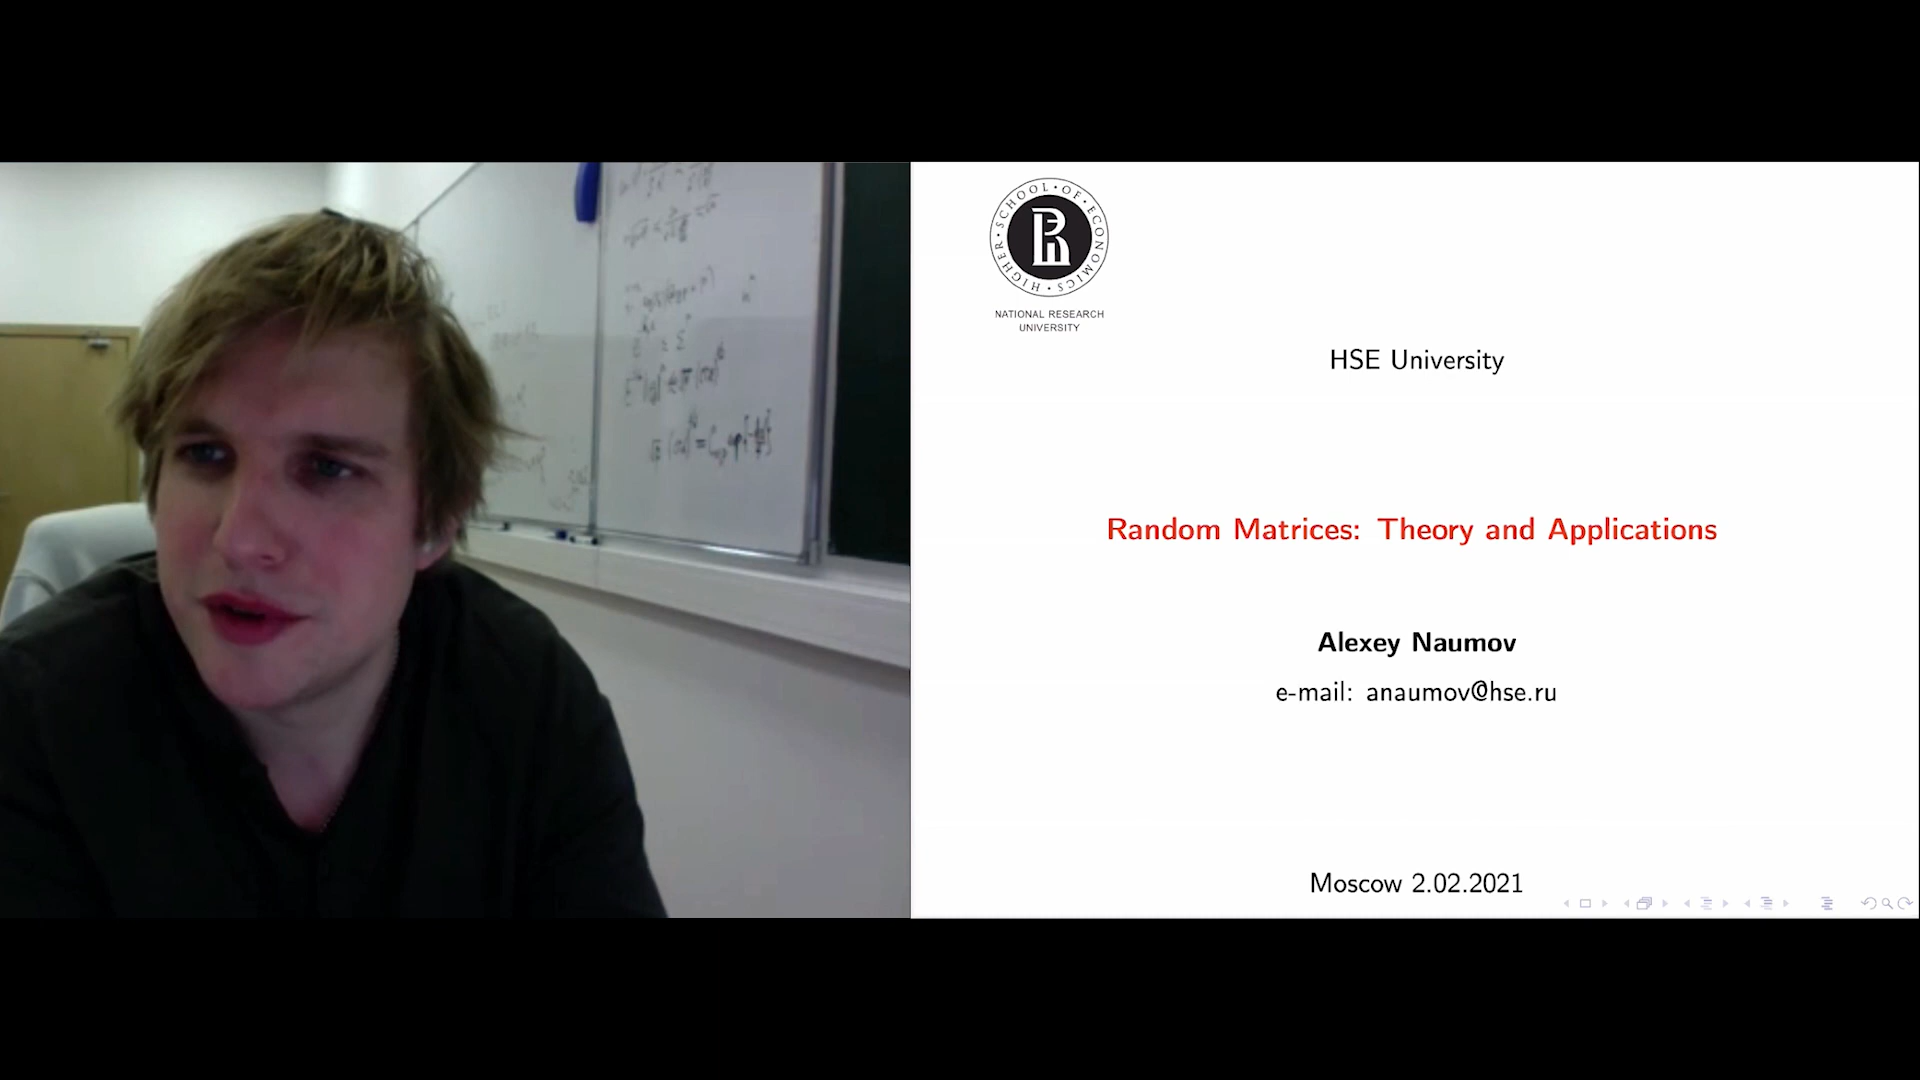 HIGHER • SCHOOL • OF • ECONOMICS •
NATIONAL RESEARCH
UNIVERSITY
HSE University
Random Matrices: Theory and Applications
Alexey Naumov
e-mail: anaumov@hse.ru
Moscow 2.02.2021